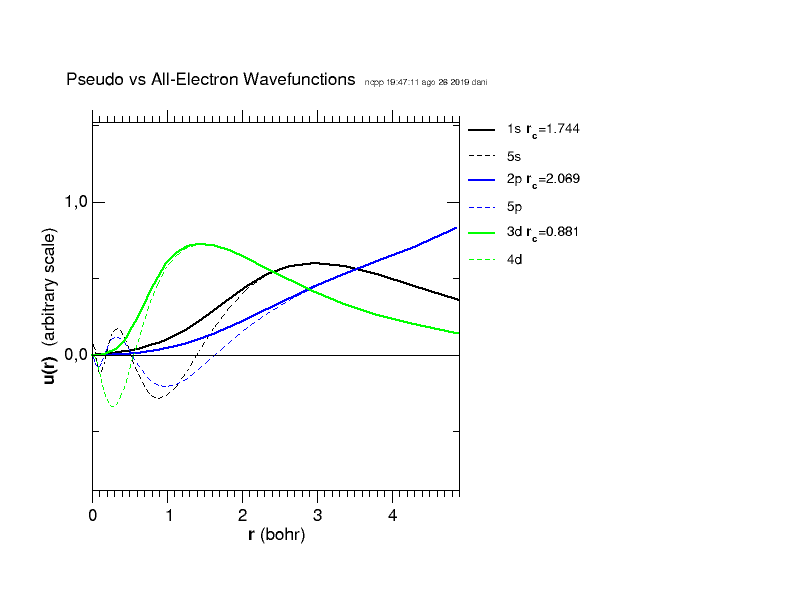 Pseudo vs All-Electron Wavefunctions ncpp 19:47:11 ago 26 2019 dani
1s rc=1.744
5s
2p rc=2.069
5p
3d rc=0.881
4d
1,0
0,0
u(r) (arbitrary scale)
0 1 2 3 4
r (bohr)